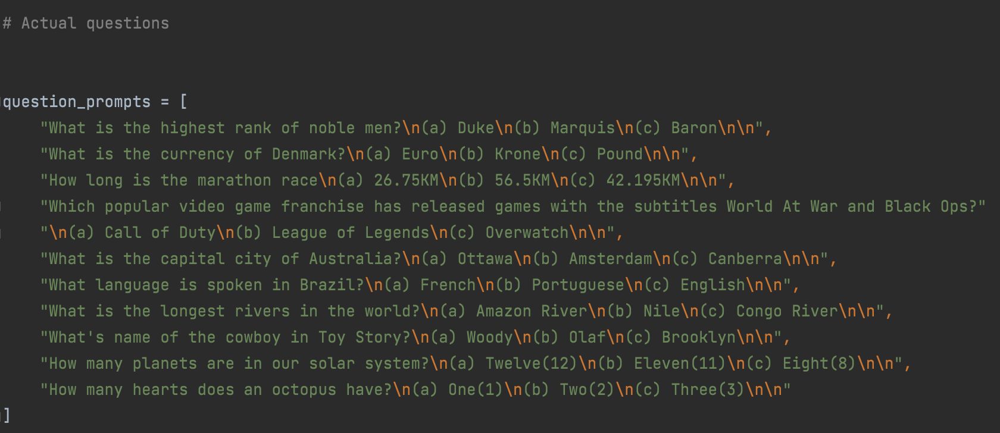 # Actual questions
question_prompts = [
"What is the highest rank of noble men?\n(a) Duke\n(b) Marquis\n(c) Baron\n\n",
"What is the currency of Denmark?\n(a) Euro\n(b) Krone\n(c) Pound\n\n",
"How long is the marathon race\n(a) 26.75KM\n(b) 56.5KM\n(c) 42.195KM\n\n",
"Which popular video game franchise has released games with the subtitles World At War and Black Ops?"
"\n(a) Call of Duty\n(b) League of Legends\n(c) Overwatch\n\n",
"What is the capital city of Australia?\n(a) Ottawa\n(b) Amsterdam\n(c) Canberra\n\n",
"What language is spoken in Brazil?\n(a) French\n(b) Portuguese\n(c) English\n\n",
"What is the longest rivers in the world?\n(a) Amazon River\n(b) Nile\n(c) Congo River\n\n",
"What's name of the cowboy in Toy Story?\n(a) Woody\n(b) Olaf\n(c) Brooklyn\n\n",
"How many planets are in our solar system?\n(a) Twelve(12)\n(b) Eleven(11)\n(c) Eight(8)\n\n",
"How many hearts does an octopus have?\n(a) One(1)\n(b) Two(2)\n(c) Three(3)\n\n"
]